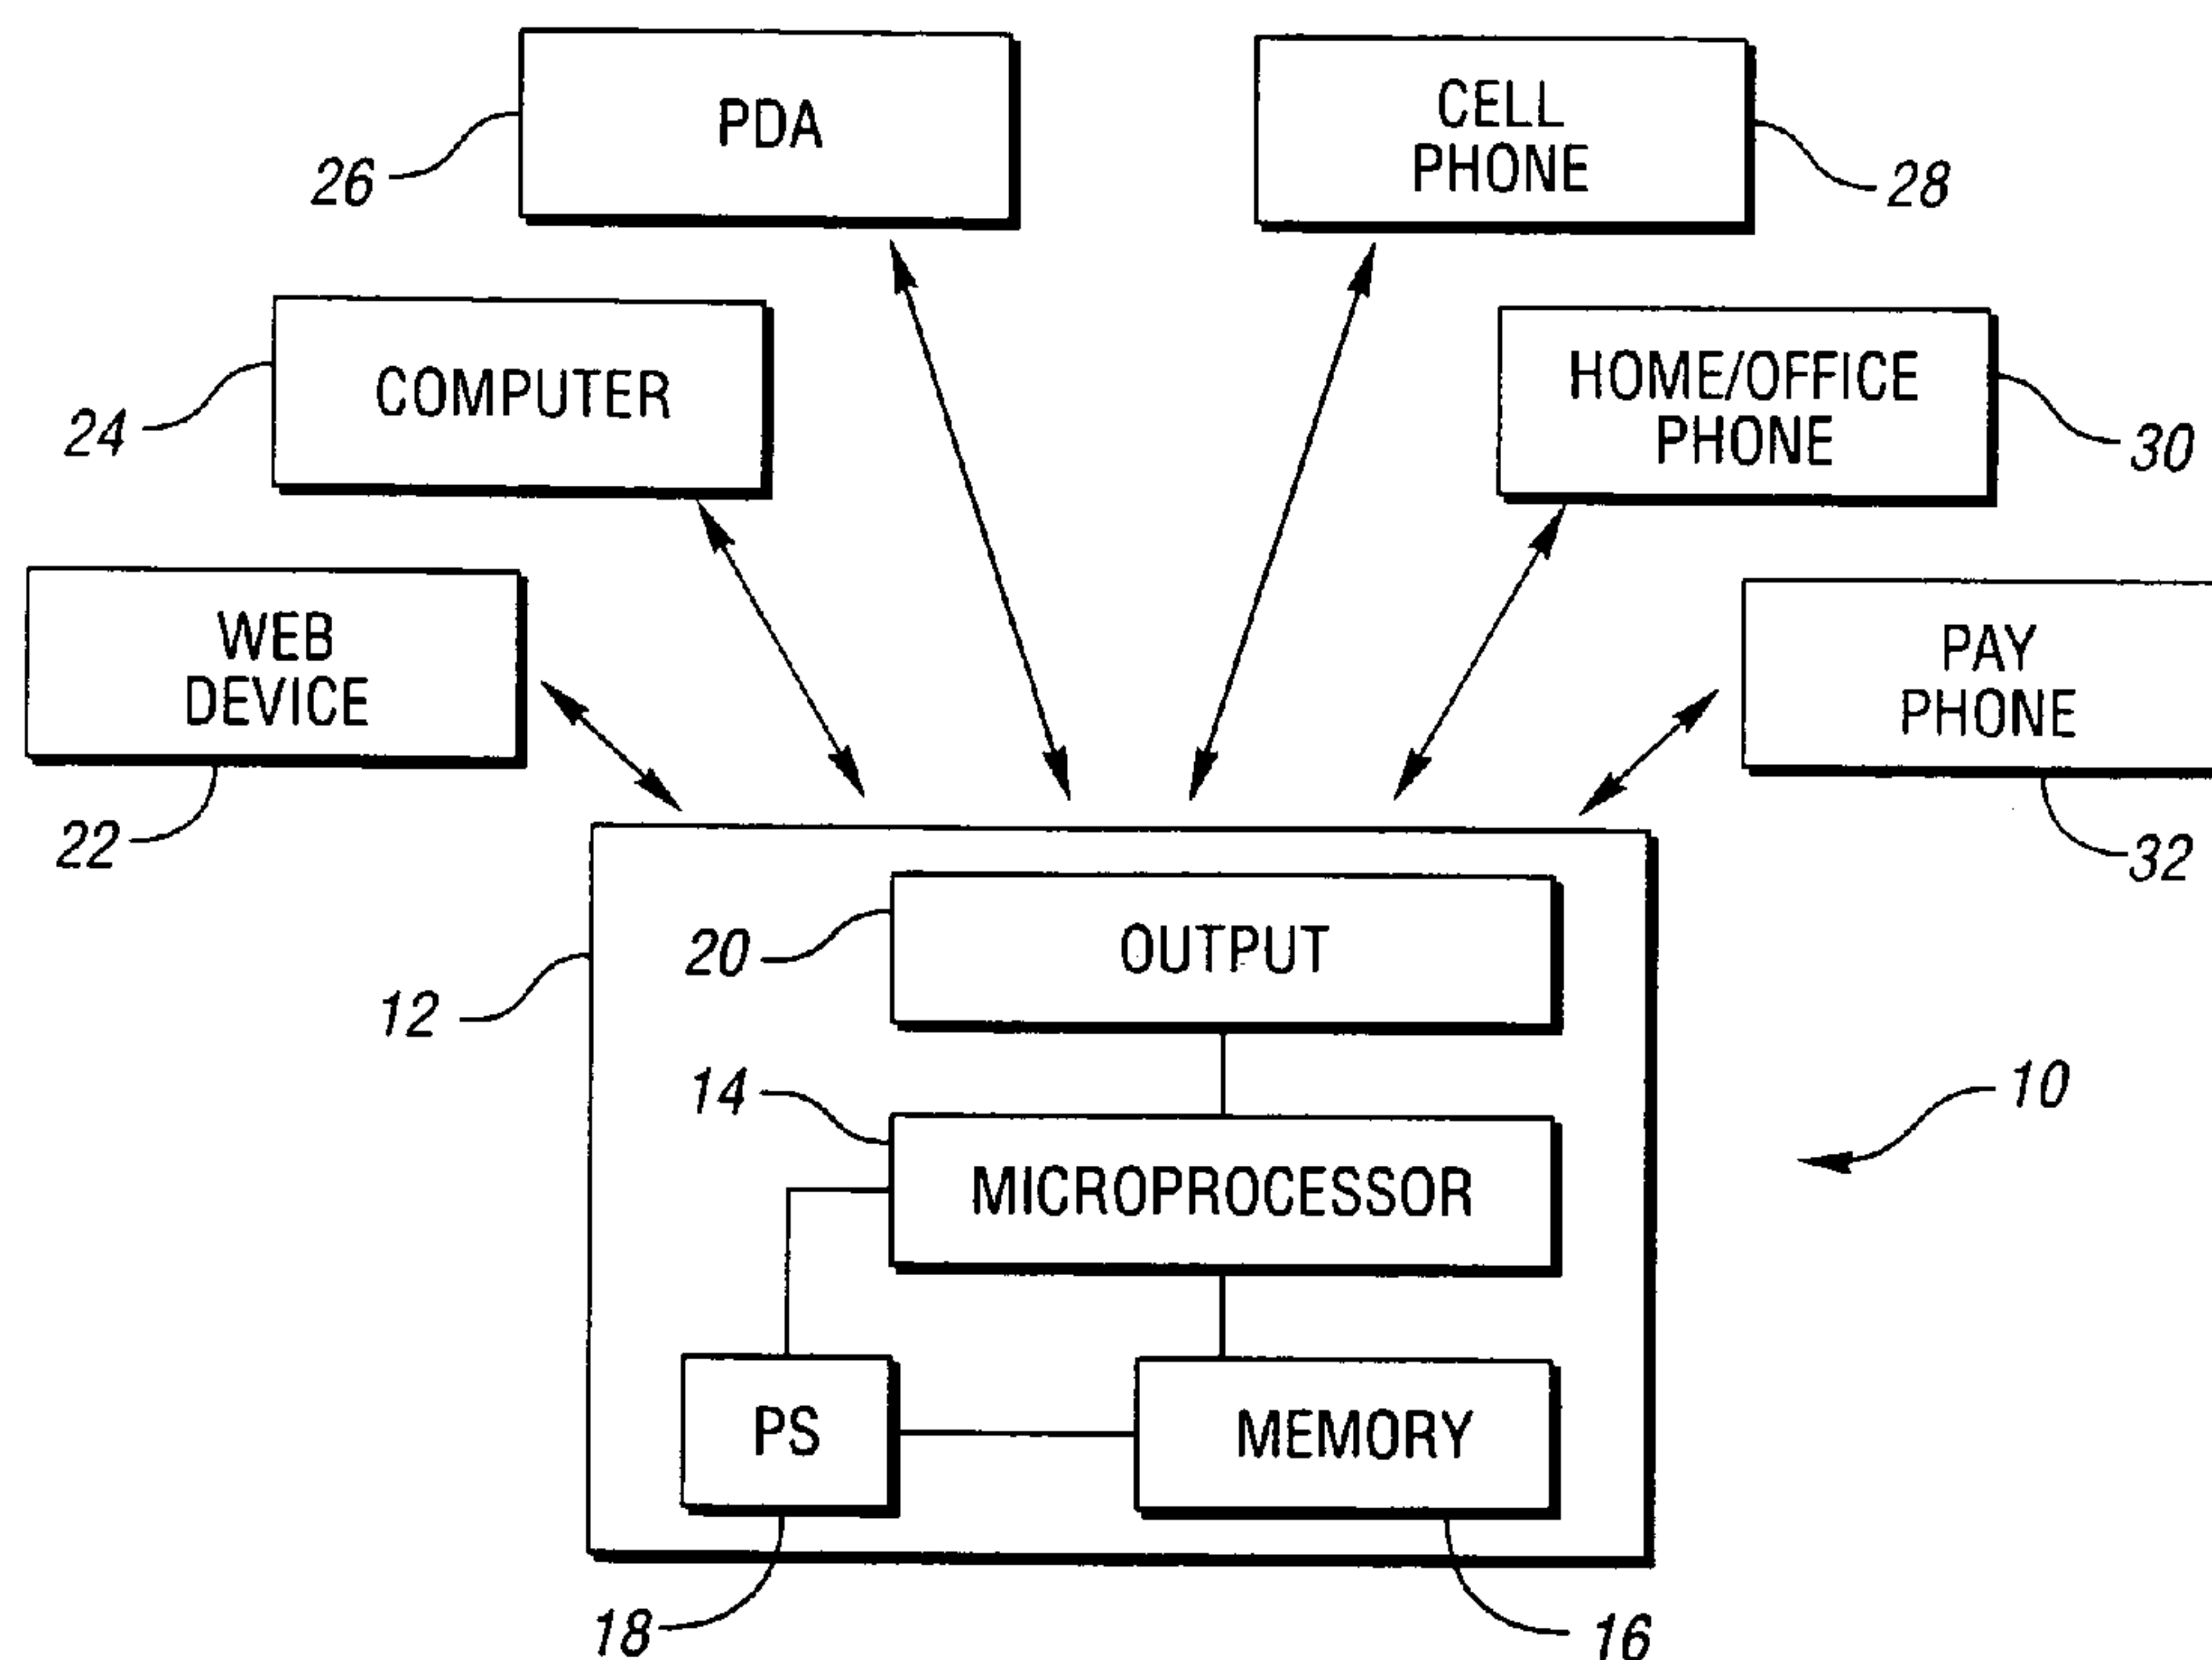 PDA
26
CELL
PHONE
28
COMPUTER
24
HOME/OFFICE
PHONE
30
WEB
DEVICE
22
PAY
PHONE
32
OUTPUT
20
12
14
MICROPROCESSOR
10
PS
MEMORY
18
16